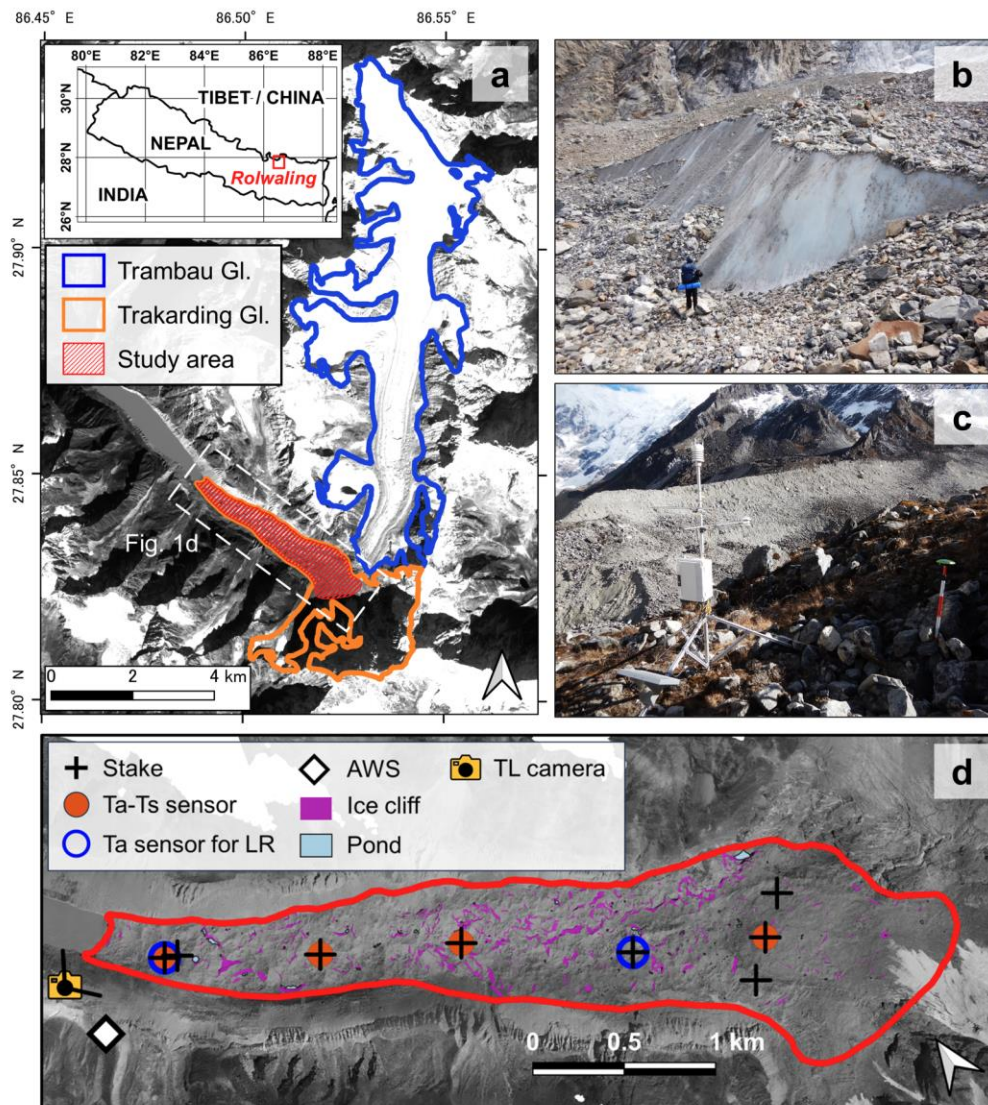 86.45° E
86.50° E
86.55° E
a
80°E 82°E 84°E 86°E 88°E
30°N
28°N
26°N
TIBET / CHINA
NEPAL
Rolwaling
INDIA
Trambau Gl.
Trakarding Gl.
Study area
27.90° N
27.85° N
27.80° N
Fig. 1d
0 2 4 km
b
c
d
Stake
AWS
TL camera
Ta-Ts sensor
Ice cliff
Ta sensor for LR
Pond
0 0.5 1 km